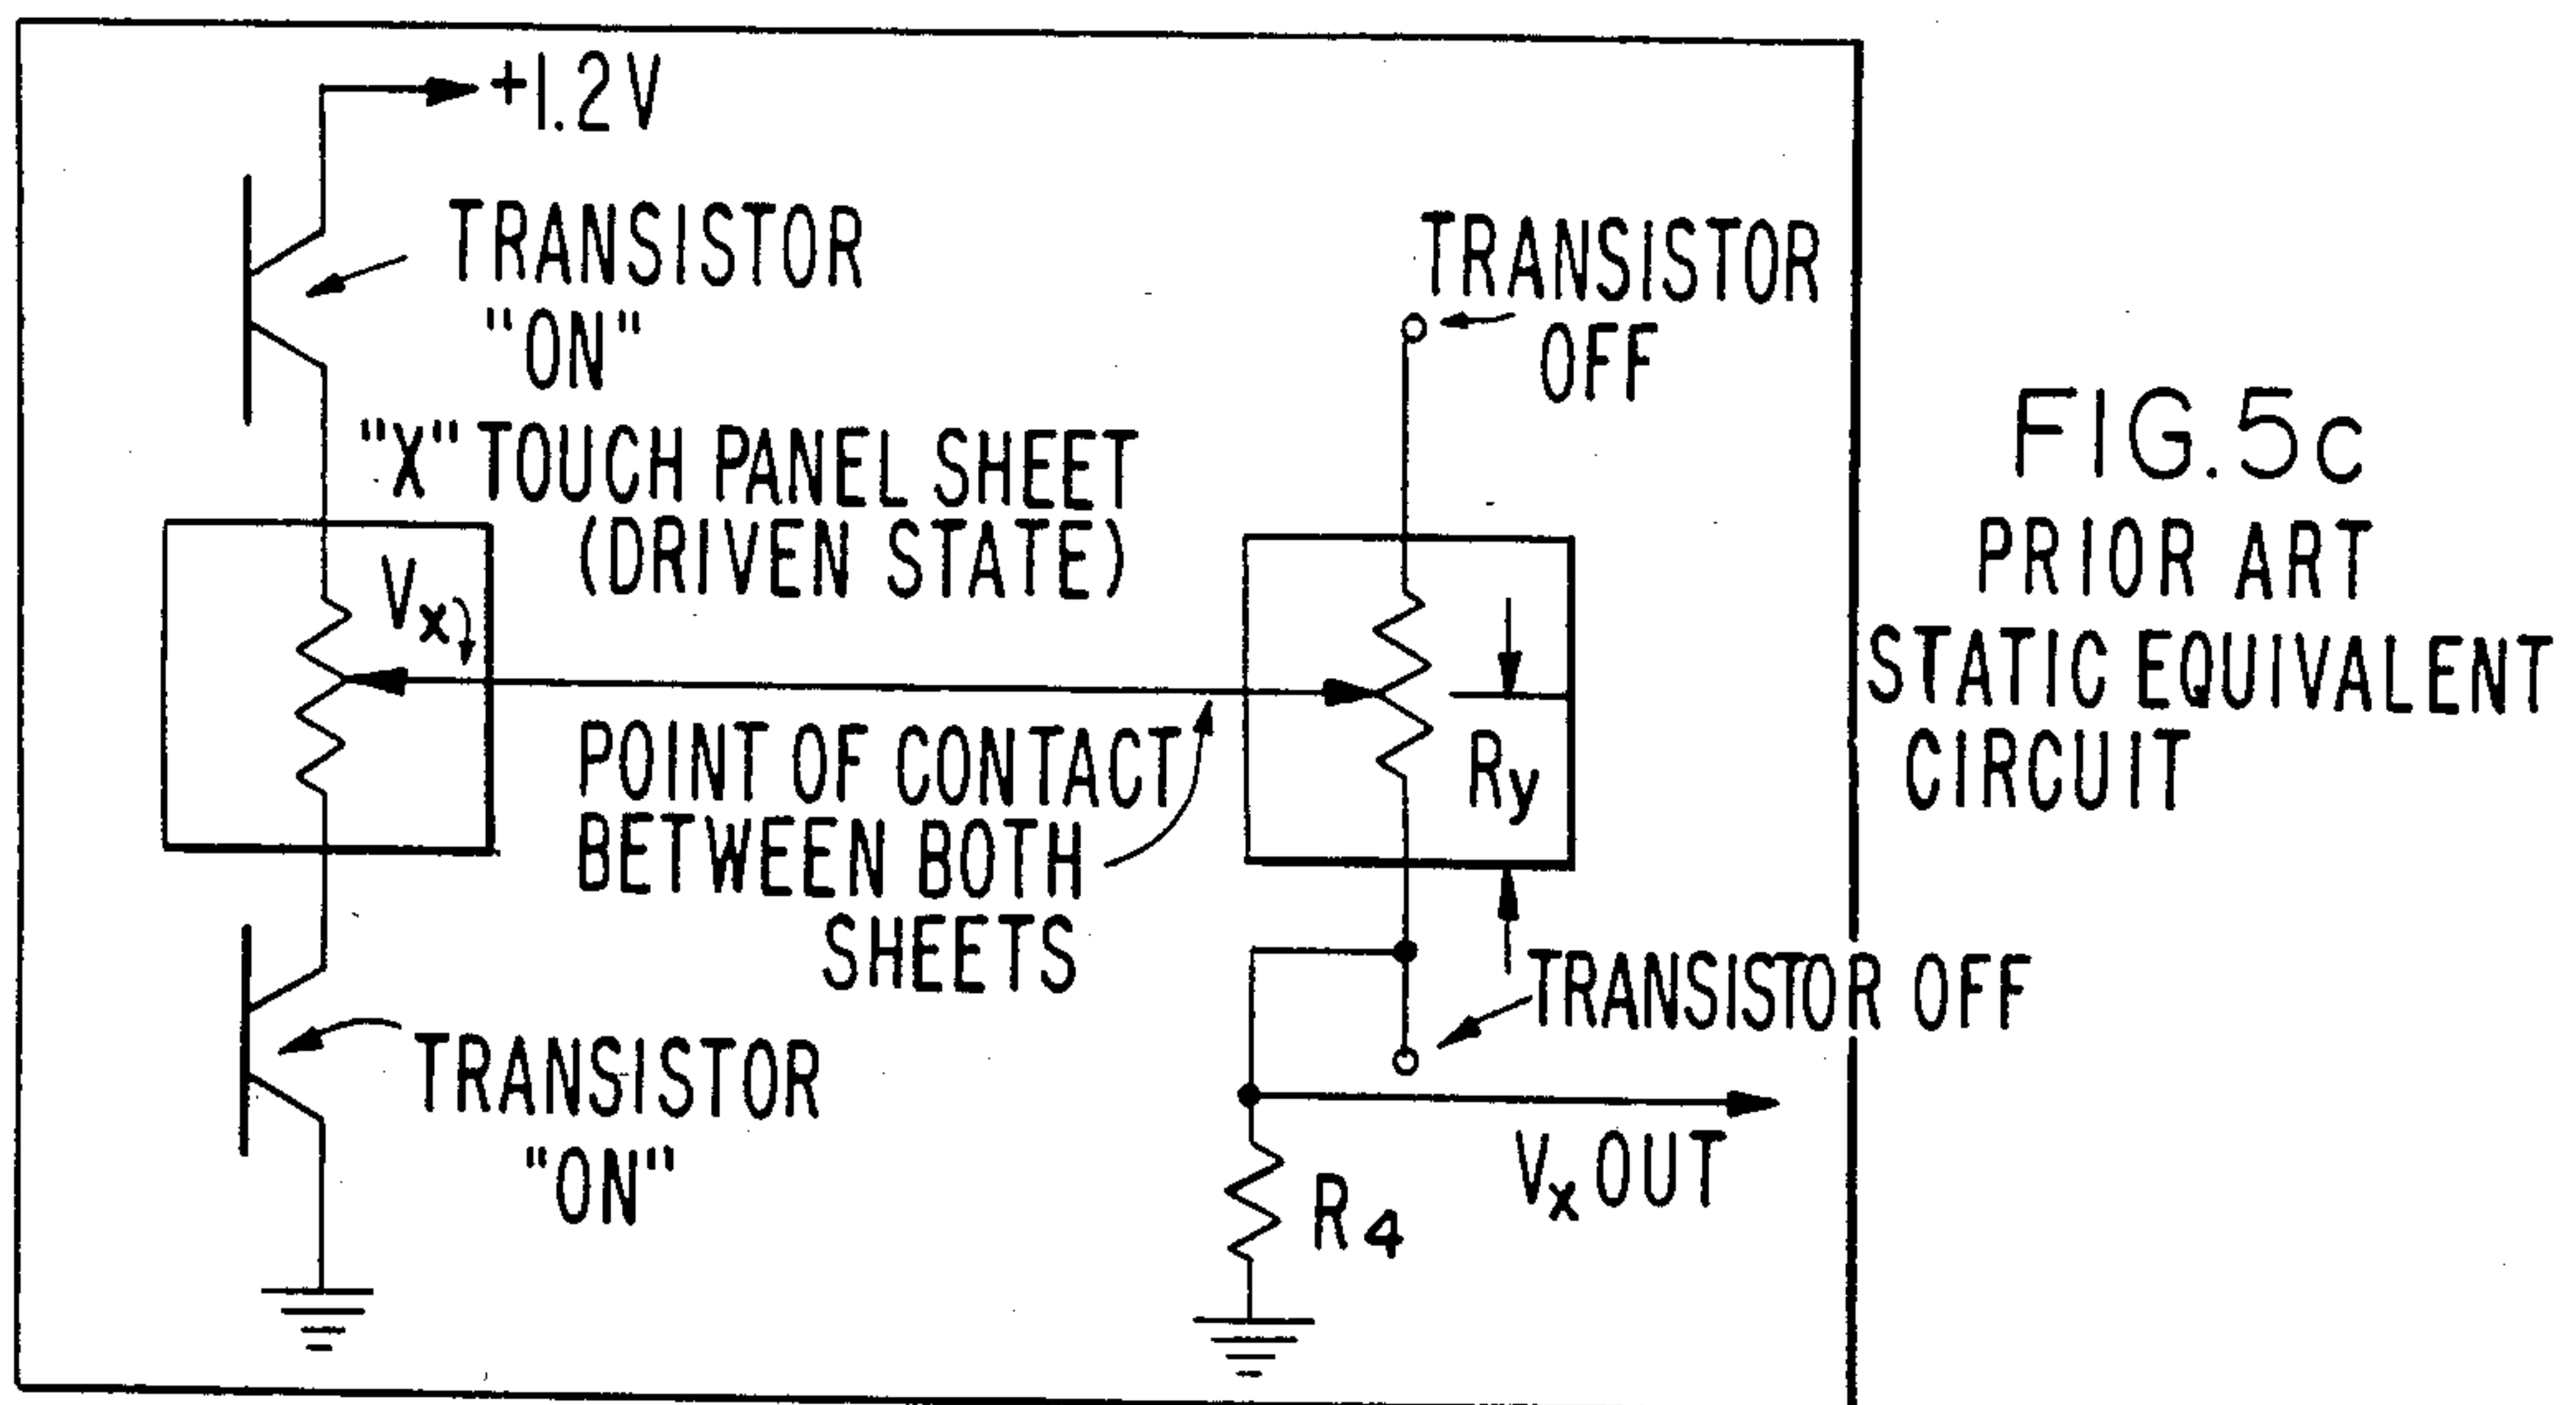 +1.2V
TRANSISTOR
"ON"
TRANSISTOR
OFF
"X" TOUCH PANEL SHEET
(DRIVEN STATE)
Vx
POINT OF CONTACT
BETWEEN BOTH
SHEETS
Ry
TRANSISTOR OFF
TRANSISTOR
"ON"
Vx OUT
R4
FIG. 5c
PRIOR ART
STATIC EQUIVALENT
CIRCUIT